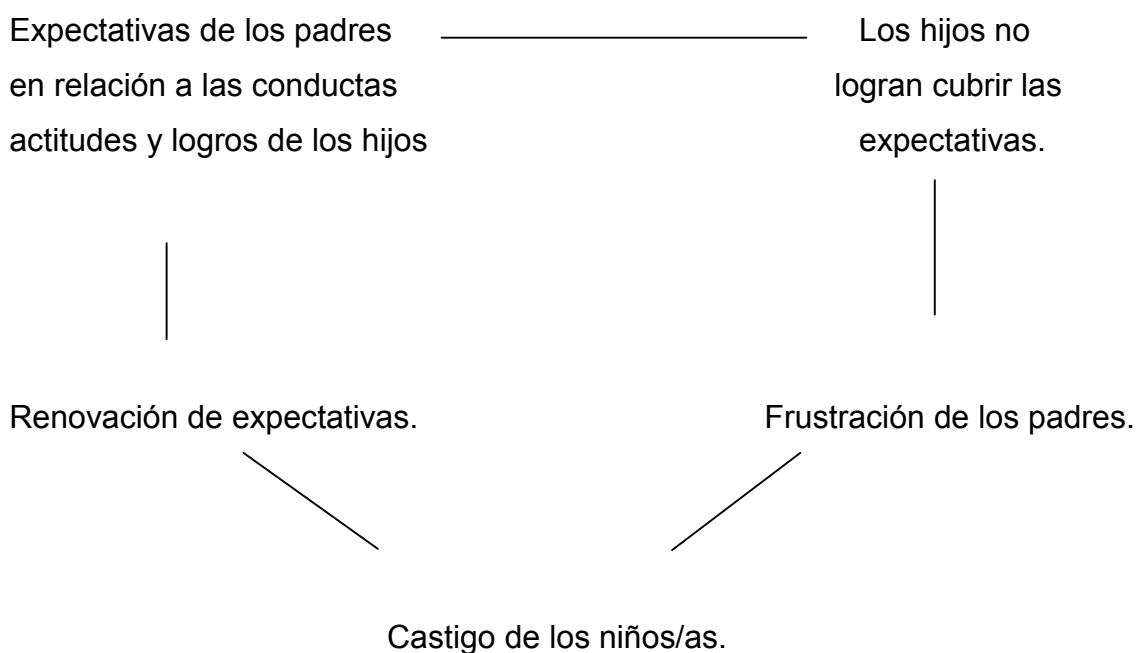 Expectativas de los padres
en relación a las conductas
actitudes y logros de los hijos
Los hijos no
logran cubrir las
expectativas.
Renovación de expectativas.
Frustración de los padres.
Castigo de los niños/as.